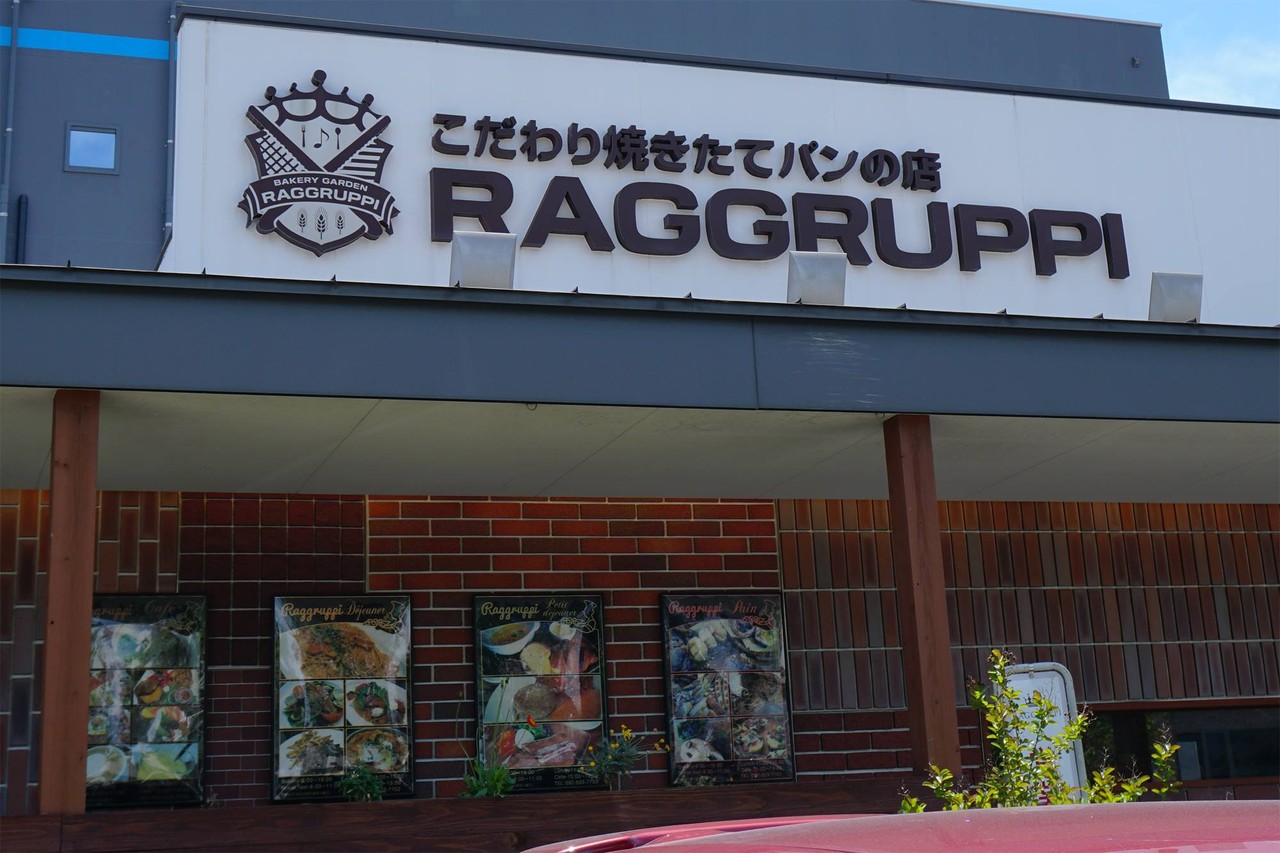 こだわり焼きたてパンの店
RAGGRUPPI
BAKERY GARDEN
RAGGRUPPI
Raggruppi Cafe
Raggruppi Déjeuner
Raggruppi Petit déjeuner
Raggruppi Pain